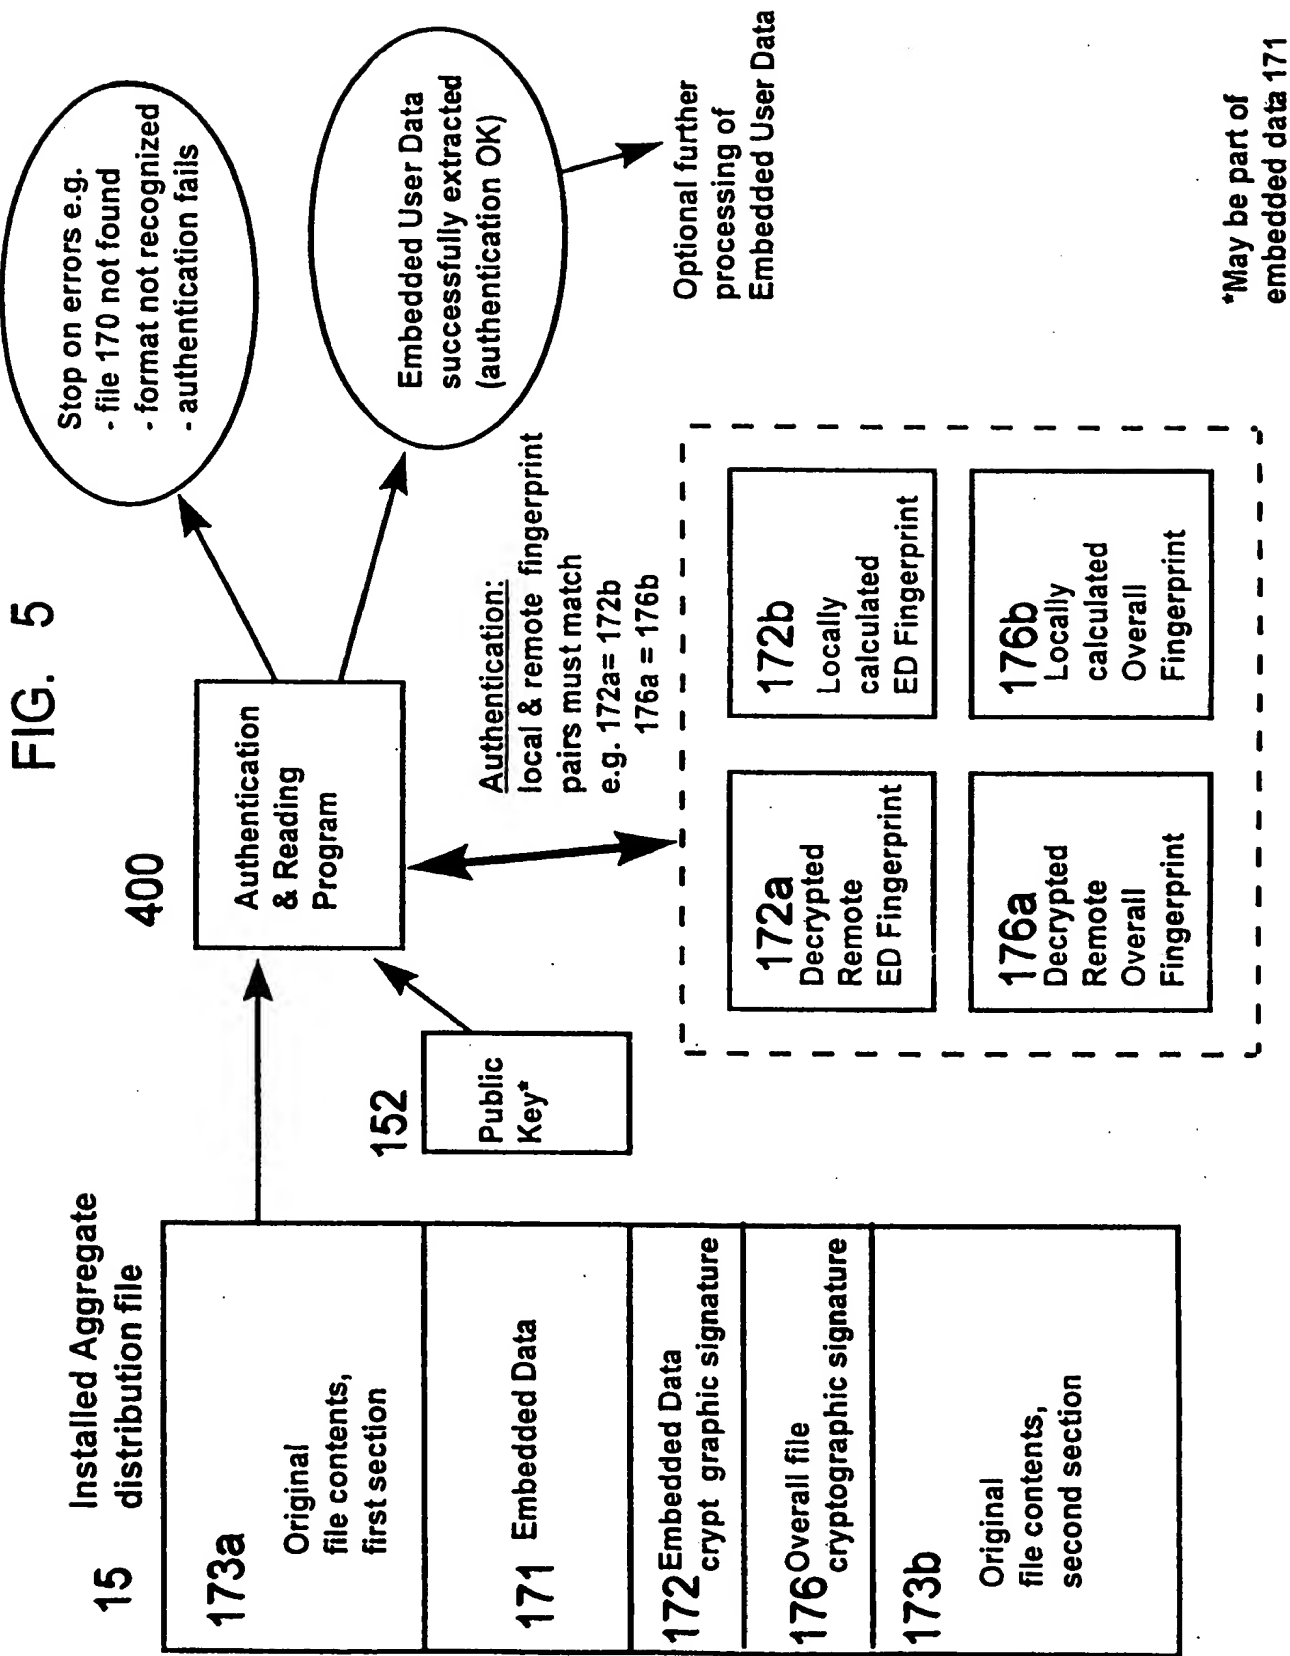 FIG. 5
15
Installed Aggregate
distribution file
173a
Original
file contents,
first section
171
Embedded Data
172
Embedded Data
crypt graphic signature
176
Overall file
cryptographic signature
173b
Original
file contents,
second section
152
Public
Key*
400
Authentication
& Reading
Program
Stop on errors e.g.
- file 170 not found
- format not recognized
- authentication fails
Embedded User Data
successfully extracted
(authentication OK)
Optional further
processing of
Embedded User Data
Authentication:
local & remote fingerprint
pairs must match
e.g. 172a= 172b
176a = 176b
172a
Decrypted
Remote
ED Fingerprint
172b
Locally
calculated
ED Fingerprint
176a
Decrypted
Remote
Overall
Fingerprint
176b
Locally
calculated
Overall
Fingerprint
*May be part of
embedded data 171